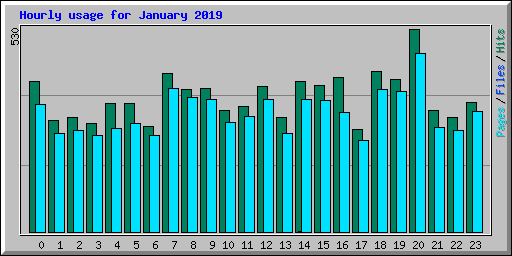 Hourly usage for January 2019
530
Pages / Files / Hits
0 1 2 3 4 5 6 7 8 9 10 11 12 13 14 15 16 17 18 19 20 21 22 23